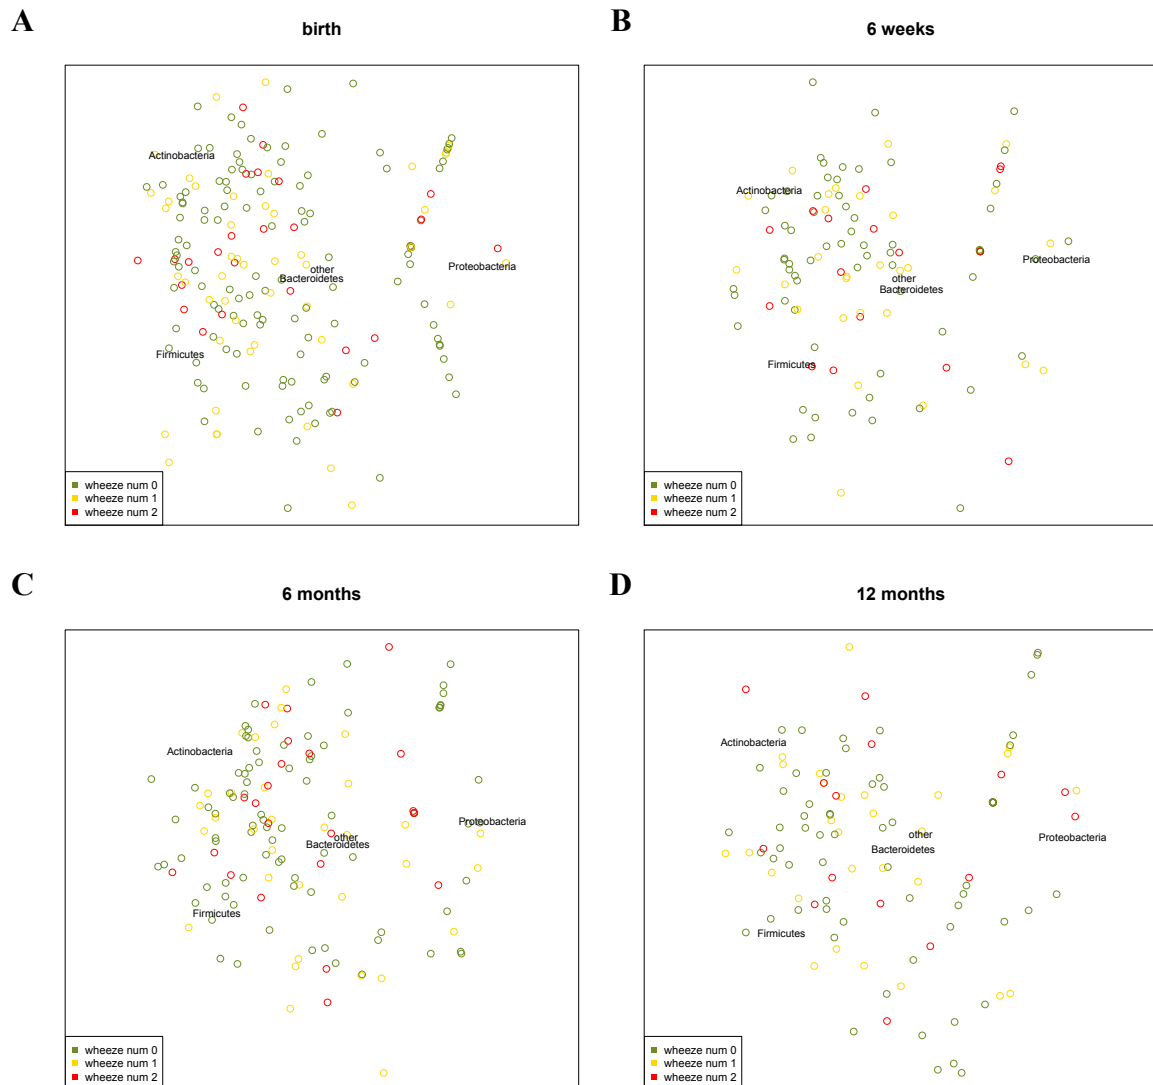 A
birth
Actinobacteria
other
Bacteroidetes
Proteobacteria
Firmicutes
wheeze num 0
wheeze num 1
wheeze num 2
B
6 weeks
Actinobacteria
other
Bacteroidetes
Proteobacteria
Firmicutes
wheeze num 0
wheeze num 1
wheeze num 2
C
6 months
Actinobacteria
other
Bacteroidetes
Proteobacteria
Firmicutes
wheeze num 0
wheeze num 1
wheeze num 2
D
12 months
Actinobacteria
other
Bacteroidetes
Proteobacteria
Firmicutes
wheeze num 0
wheeze num 1
wheeze num 2